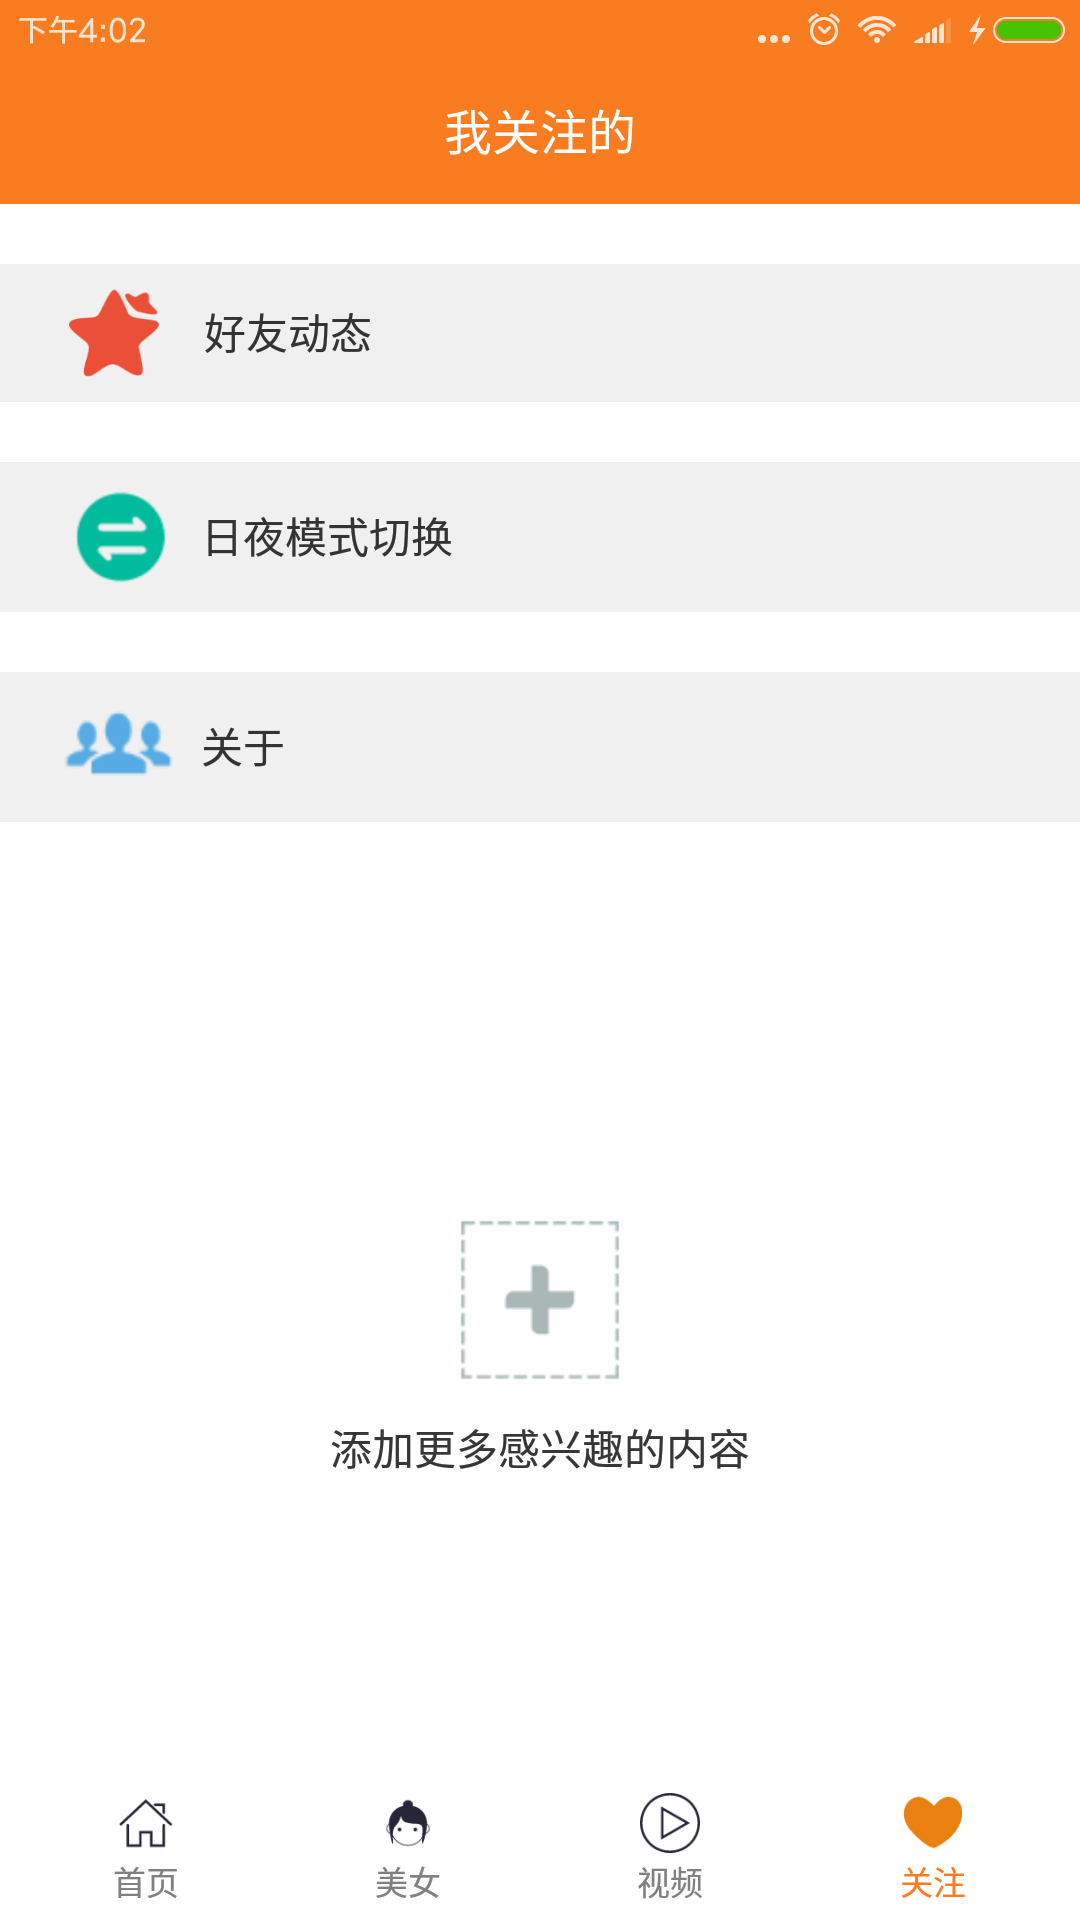 下午4:02
我关注的
好友动态
日夜模式切换
关于
添加更多感兴趣的内容
首页 美女 视频 关注